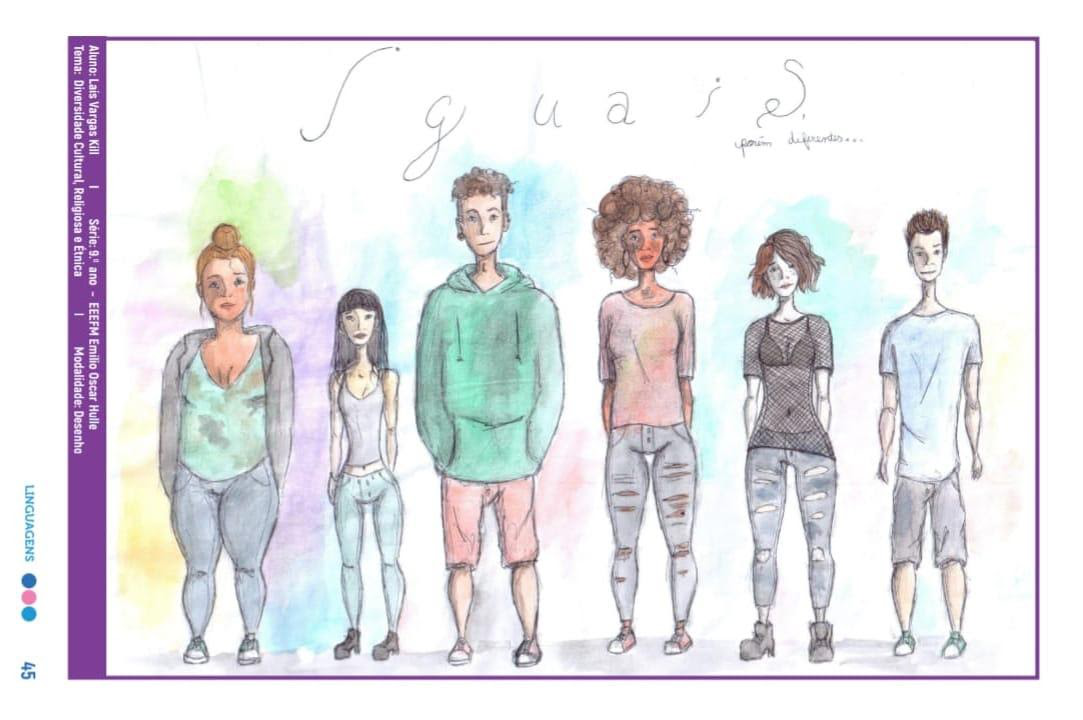 Iguais,
porém diferentes...
Aluno: Laís Vargas Kill | Série: 9.º ano - EEEFM Emílio Oscar Hulle
Tema: Diversidade Cultural, Religiosa e Étnica | Modalidade: Desenho
LINGUAGENS
45